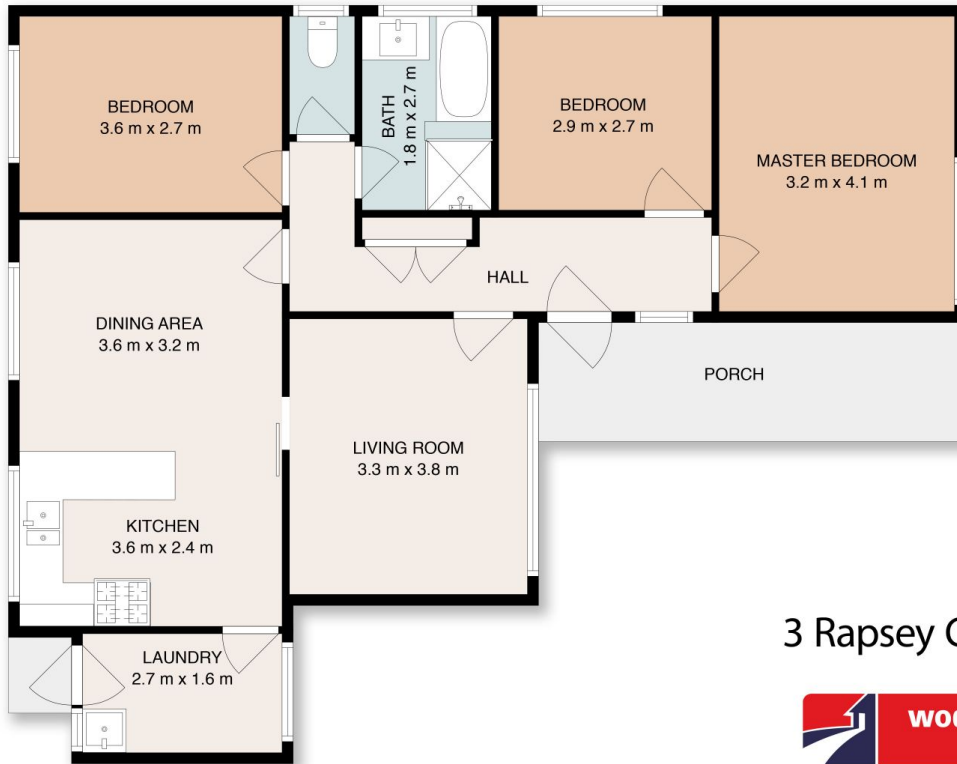 BEDROOM
3.6 m x 2.7 m
BATH
1.8 m x 2.7 m
BEDROOM
2.9 m x 2.7 m
MASTER BEDROOM
3.2 m x 4.1 m
HALL
DINING AREA
3.6 m x 3.2 m
PORCH
LIVING ROOM
3.3 m x 3.8 m
KITCHEN
3.6 m x 2.4 m
LAUNDRY
2.7 m x 1.6 m
3 Rapsey